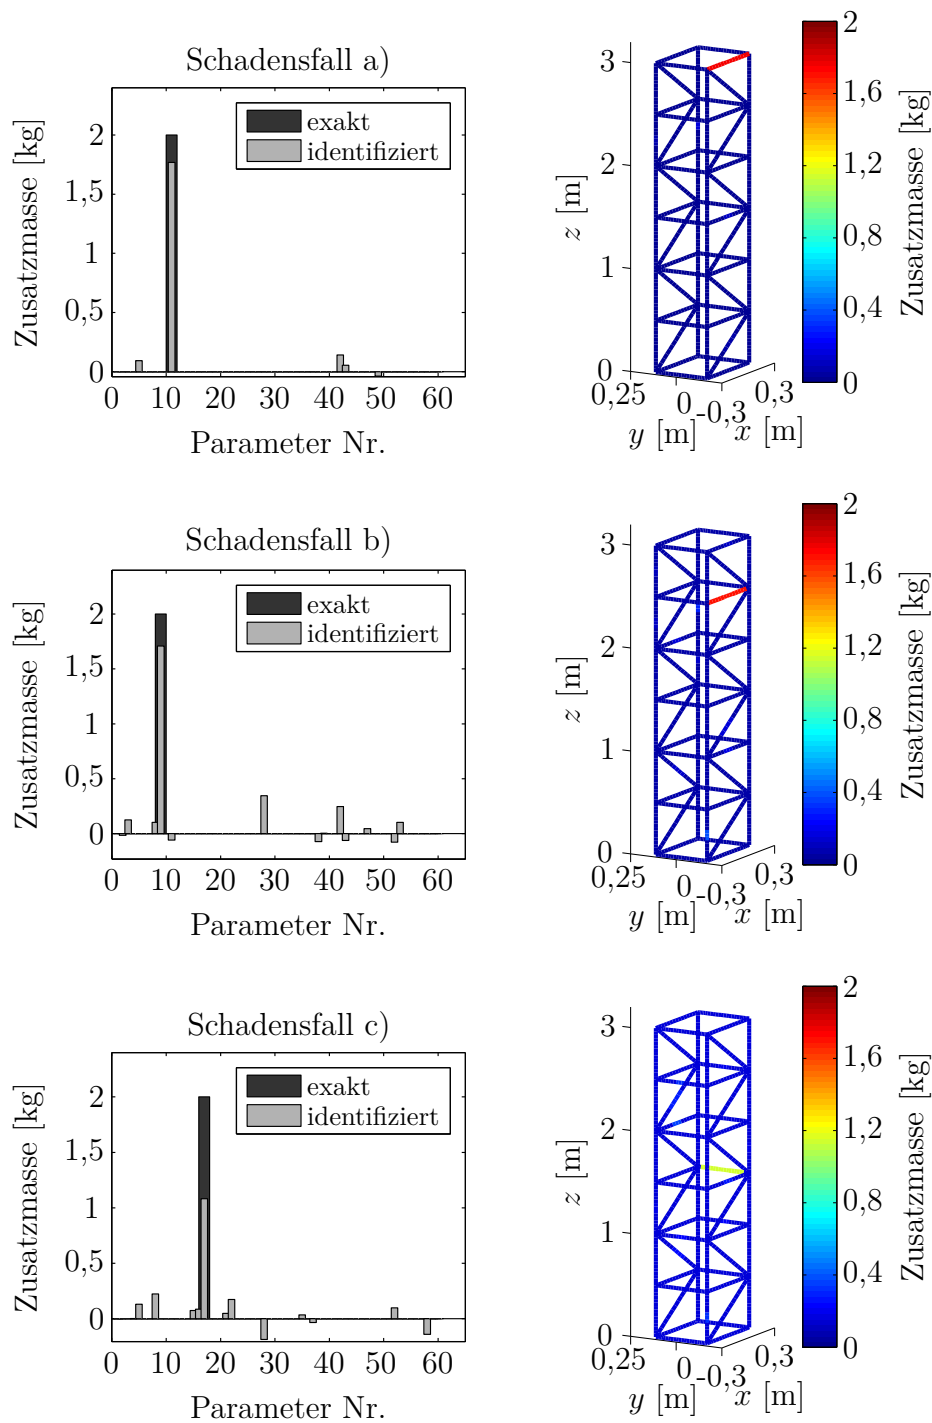 Schadensfall a)
Zusatzmasse [kg]
2
1,5
1
0,5
0
exakt
identifiziert
0 10 20 30 40 50 60
Parameter Nr.
z [m]
3
2
1
0
0,25 0 -0,3 0,3
y [m] x [m]
2
1,6
1,2
0,8
0,4
0
Zusatzmasse [kg]
Schadensfall b)
Zusatzmasse [kg]
2
1,5
1
0,5
0
exakt
identifiziert
0 10 20 30 40 50 60
Parameter Nr.
z [m]
3
2
1
0
0,25 0 -0,3 0,3
y [m] x [m]
2
1,6
1,2
0,8
0,4
0
Zusatzmasse [kg]
Schadensfall c)
Zusatzmasse [kg]
2
1,5
1
0,5
0
exakt
identifiziert
0 10 20 30 40 50 60
Parameter Nr.
z [m]
3
2
1
0
0,25 0 -0,3 0,3
y [m] x [m]
2
1,6
1,2
0,8
0,4
0
Zusatzmasse [kg]